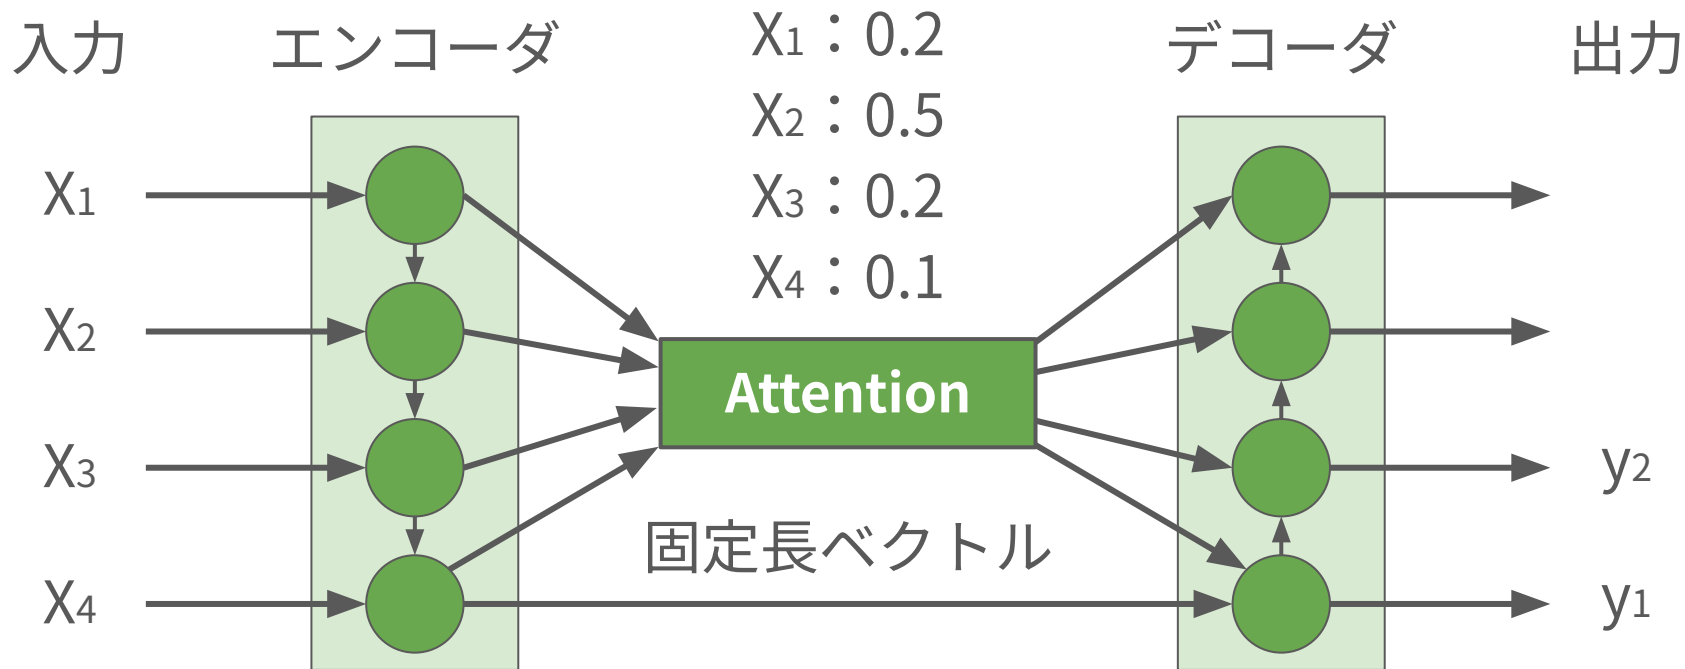 入力
エンコーダ
X1：0.2
X2：0.5
X3：0.2
X4：0.1
デコーダ
出力
X1
X2
X3
X4
Attention
固定長ベクトル
y2
y1